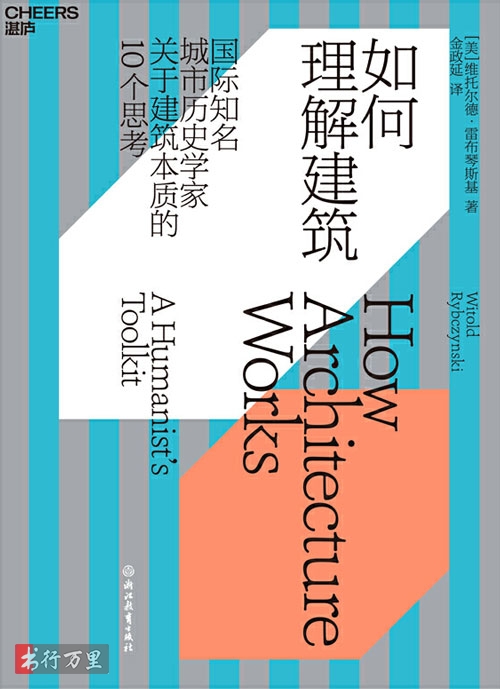 CHEERS
湛庐
[美]维托尔德·雷布琴斯基 著
金政延 译
如何
理解建筑
国际知名
城市历史学家
关于建筑本质的
10个思考
Witold
Rybczynski
How
Architecture
Works
A Humanist's
Toolkit
浙江教育出版社
书行万里